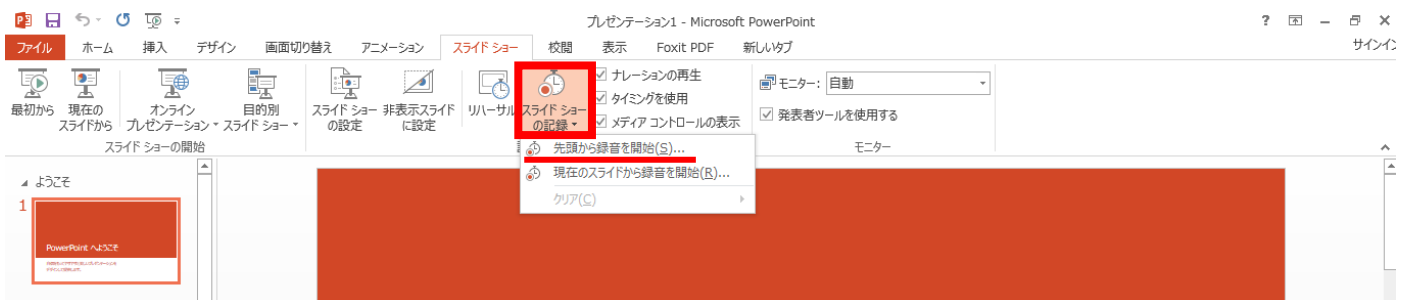 プレゼンテーション1 - Microsoft PowerPoint
ファイル ホーム 挿入 デザイン 画面切り替え アニメーション スライド ショー 校閲 表示 Foxit PDF 新しいタブ サインイン
最初から
現在の
スライドから
オンライン
プレゼンテーション
目的別
スライド ショー
スライド ショー
の設定
非表示スライド
に設定
リハーサル
スライド ショー
の記録
ナレーションの再生
タイミングを使用
メディア コントロールの表示
モニター: 自動
発表者ツールを使用する
スライド ショーの開始
モニター
先頭から録音を開始(S)...
現在のスライドから録音を開始(R)...
クリア(C)
ようこそ
1
PowerPoint へようこそ